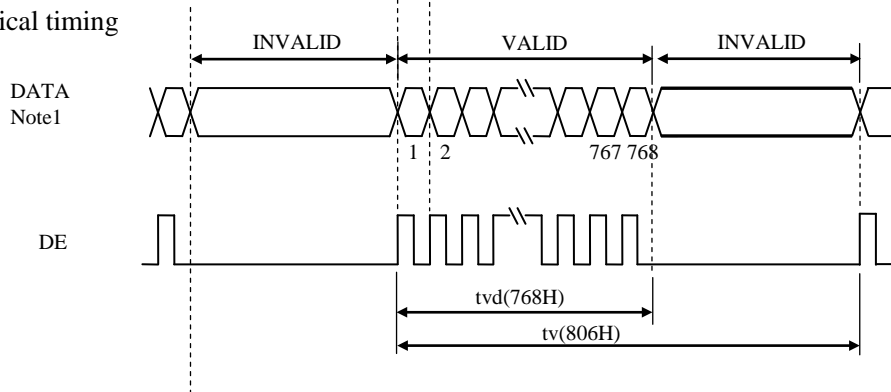 ical timing
INVALID VALID INVALID
DATA
Note1
1 2 767 768
DE
tvd(768H)
tv(806H)